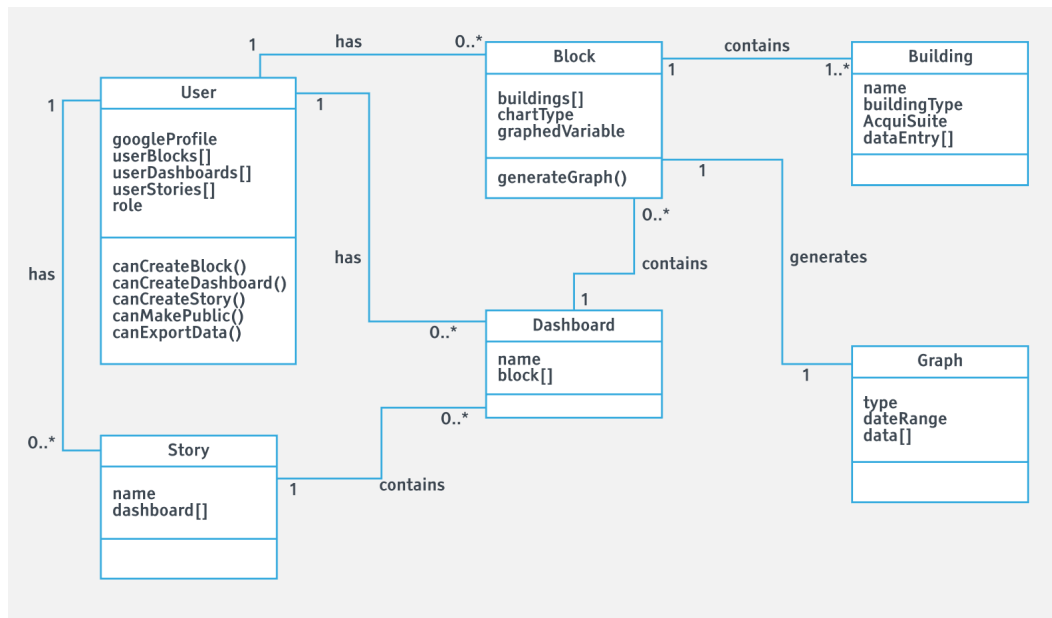 1
has
0..*
Block
contains
1
1..*
Building
User
1
1
buildings[]
chartType
graphedVariable
name
buildingType
AcquiSuite
dataEntry[]
googleProfile
userBlocks[]
userDashboards[]
userStories[]
role
generateGraph()
1
0..*
has
has
canCreateBlock()
canCreateDashboard()
canCreateStory()
canMakePublic()
canExportData()
contains
generates
1
0..*
Dashboard
name
block[]
1
Graph
type
dateRange
data[]
0..*
0..*
Story
1
contains
name
dashboard[]